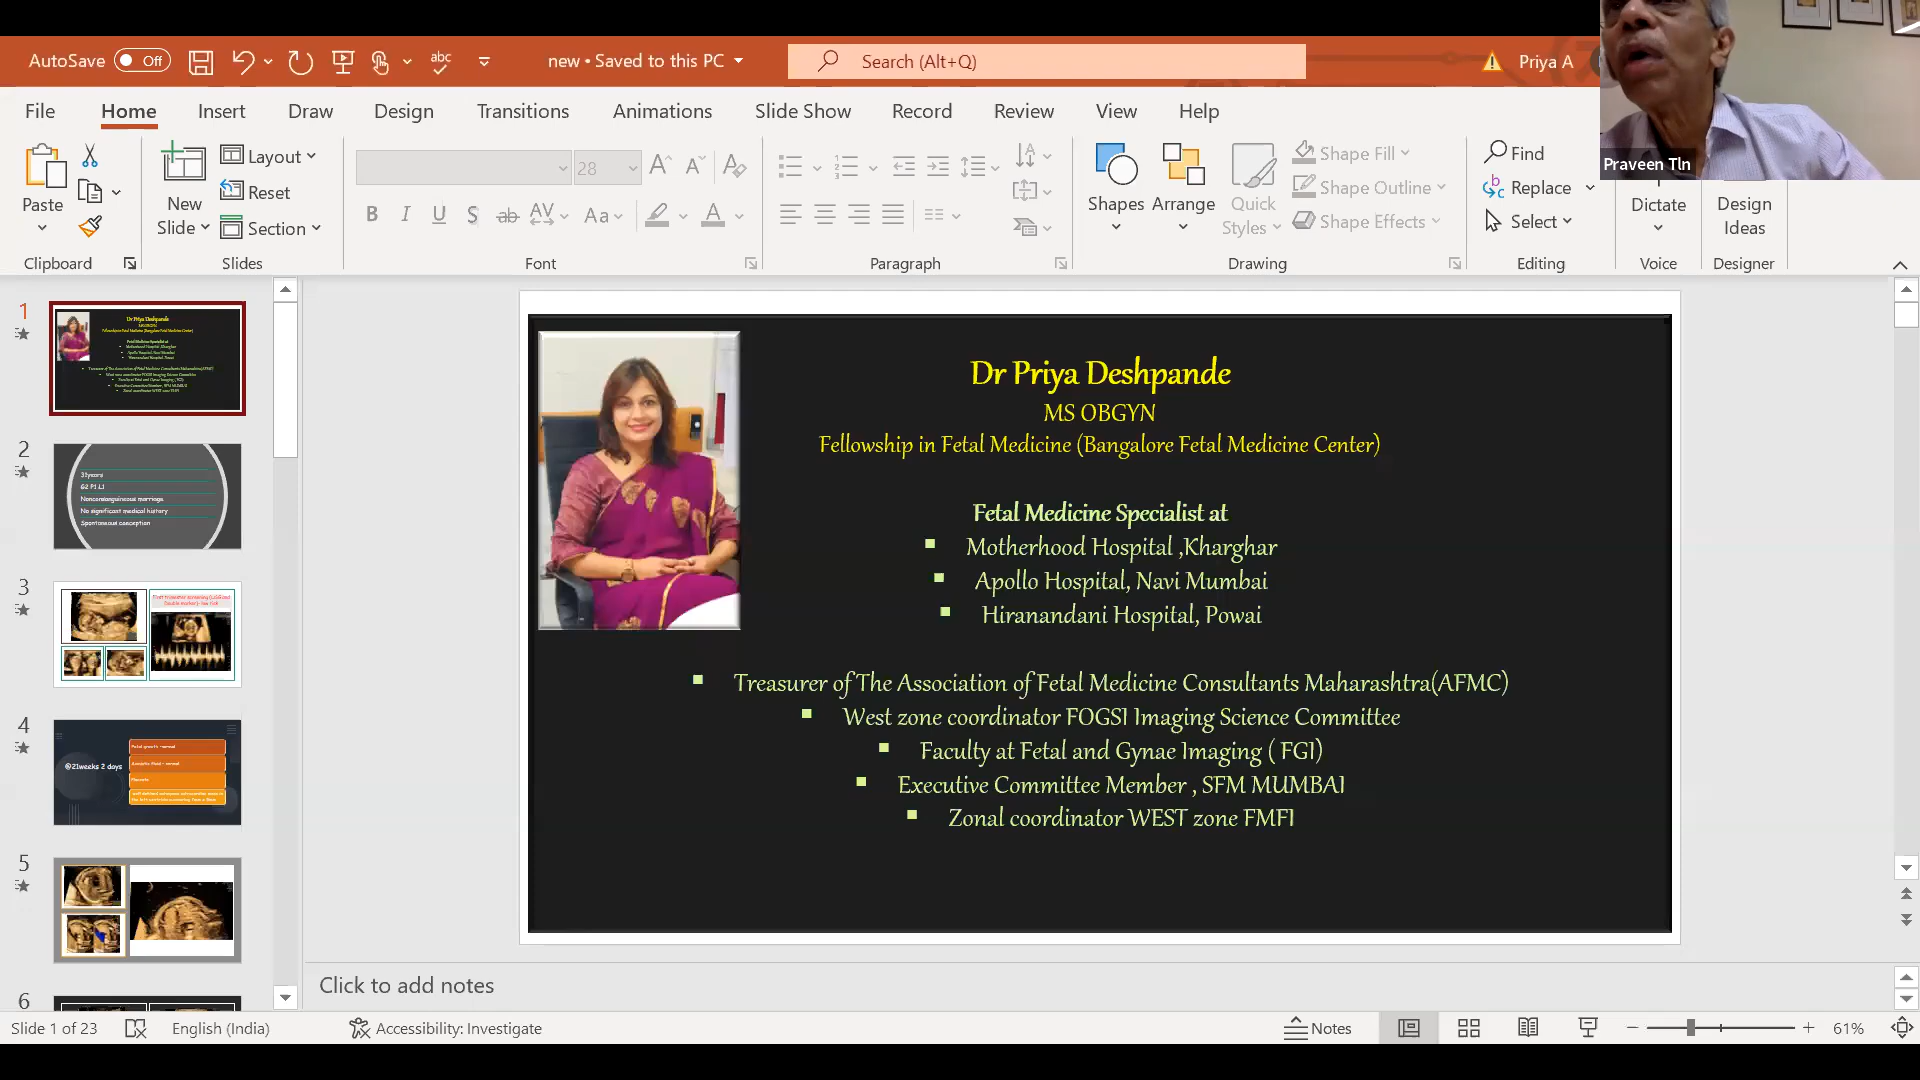 AutoSave Off
abc
new • Saved to this PC
Search (Alt+Q)
Priya A
File Home Insert Draw Design Transitions Animations Slide Show Record Review View Help
Paste
New Slide
Layout
Reset
Section
28
B I U S ab AV Aa A
Shapes
Arrange
Quick Styles
Shape Fill
Shape Outline
Shape Effects
Find
Replace
Select
Dictate
Design Ideas
Praveen Tln
Clipboard Slides Font Paragraph Drawing Editing Voice Designer
1
2
31years
G2 P1 L1
Nonconsanguineous marriage
No significant medical history
Spontaneous conception
3
4
@21weeks 2 days
Fetal growth -normal
5
6
Dr Priya Deshpande
MS OBGYN
Fellowship in Fetal Medicine (Bangalore Fetal Medicine Center)
Fetal Medicine Specialist at
Motherhood Hospital ,Kharghar
Apollo Hospital, Navi Mumbai
Hiranandani Hospital, Powai
Treasurer of The Association of Fetal Medicine Consultants Maharashtra(AFMC)
West zone coordinator FOGSI Imaging Science Committee
Faculty at Fetal and Gynae Imaging ( FGI)
Executive Committee Member , SFM MUMBAI
Zonal coordinator WEST zone FMFI
Click to add notes
Slide 1 of 23
English (India)
Accessibility: Investigate
Notes
61%